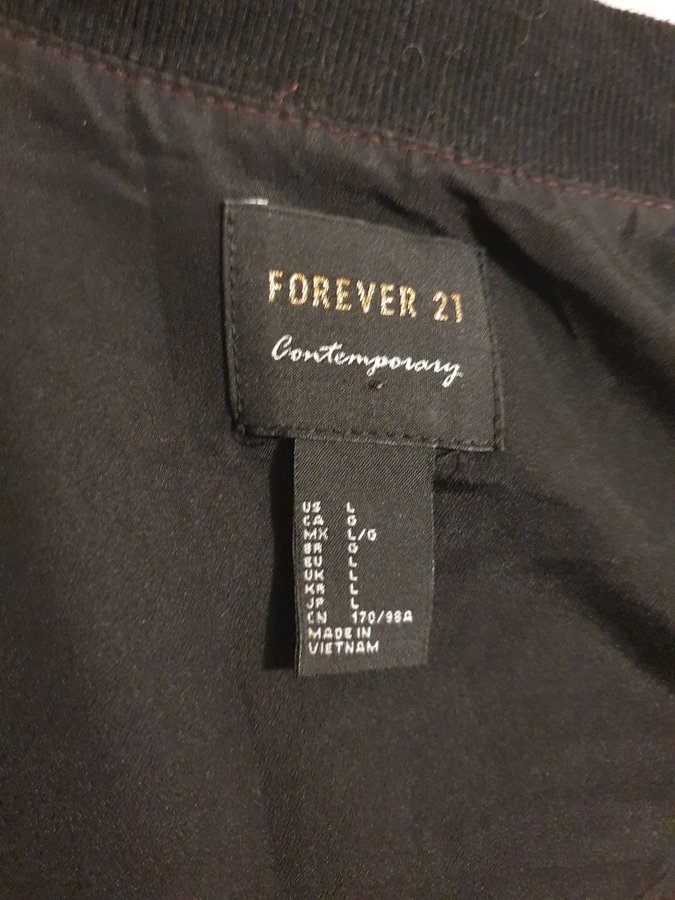 FOREVER 21
Contemporary
US L
CA G
MX L/G
BR G
EU L
UK L
KR L
JP L
CN 170/98A
MADE IN
VIETNAM